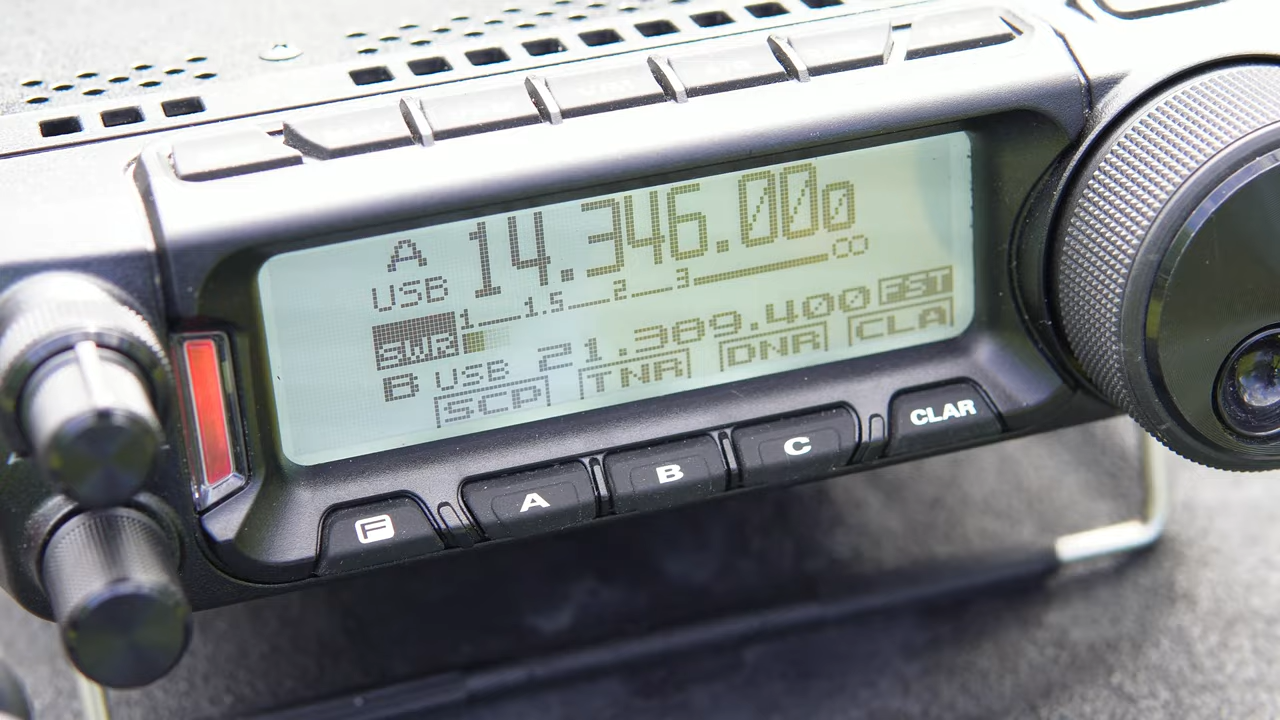 A 14.346.000
USB
SWR 1 1.5 2 3 ∞
B USB 21.389.400 FST
SCP TNR DNR CLA
F A B C CLAR